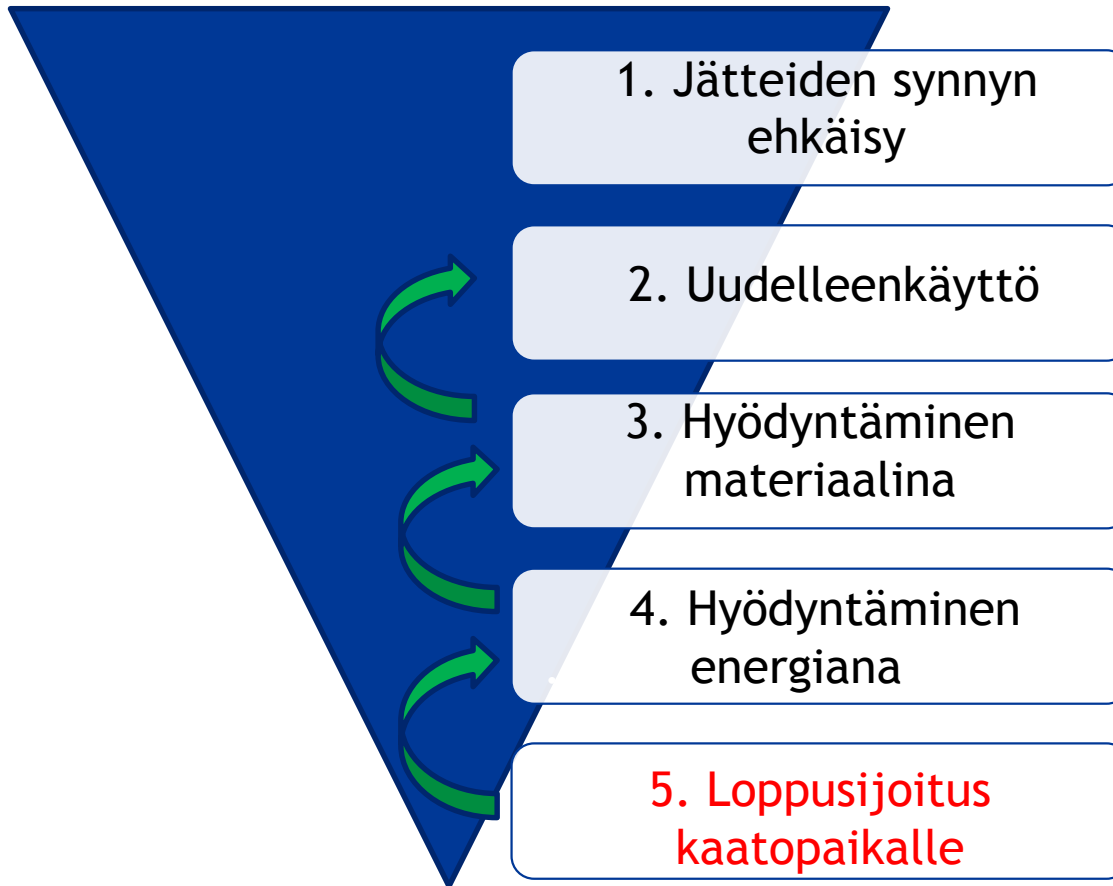 1. Jätteiden synnyn
ehkäisy
2. Uudelleenkäyttö
3. Hyödyntäminen
materiaalina
4. Hyödyntäminen
energiana
5. Loppusijoitus
kaatopaikalle